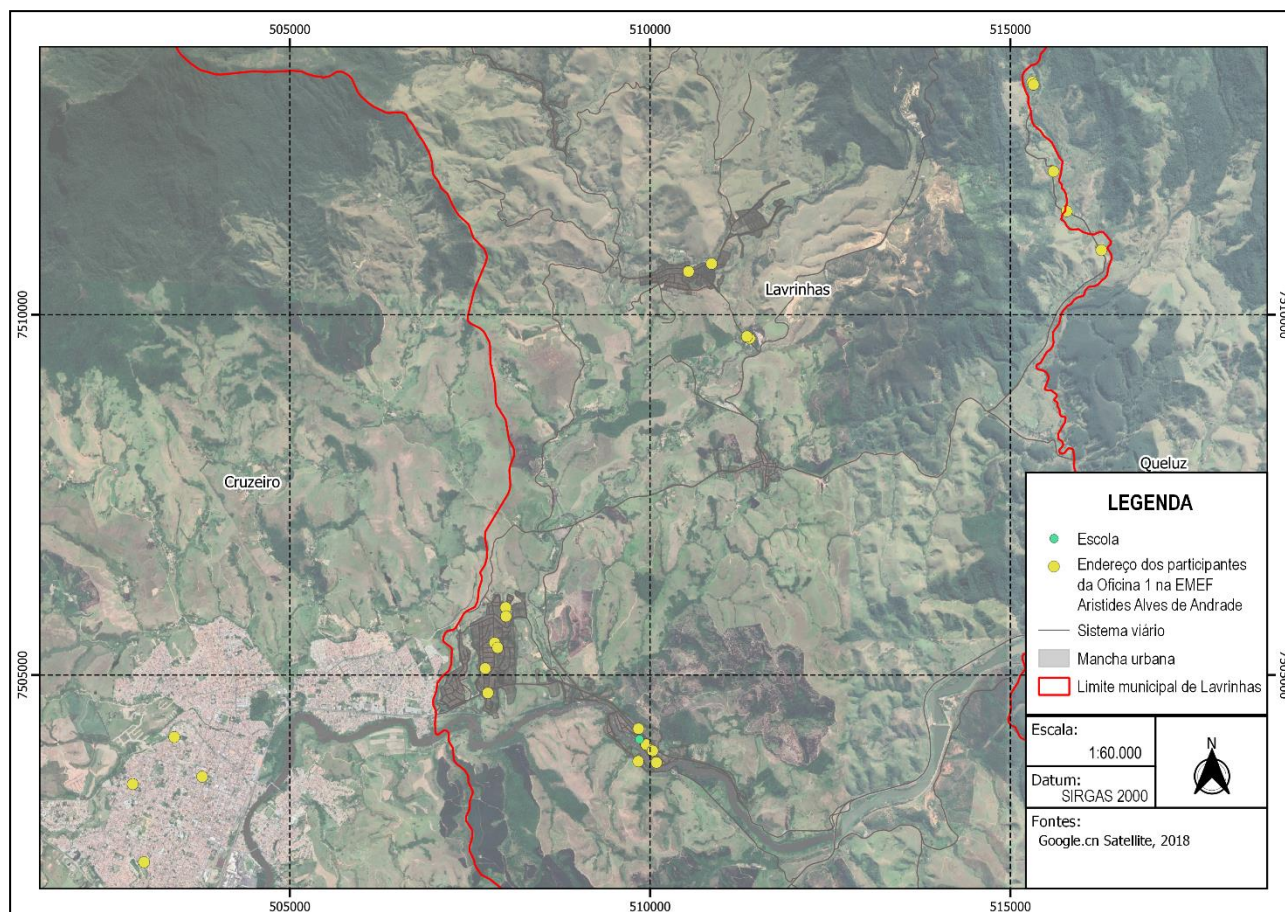 505000
510000
515000
7510000
7510000
Lavrinhas
Cruzeiro
Queluz
7505000
7505000
LEGENDA
Escola
Endereço dos participantes
da Oficina 1 na EMEF
Aristides Alves de Andrade
Sistema viário
Mancha urbana
Limite municipal de Lavrinhas
Escala:
1:60.000
N
Datum:
SIRGAS 2000
Fontes:
Google.cn Satellite, 2018
505000
510000
515000